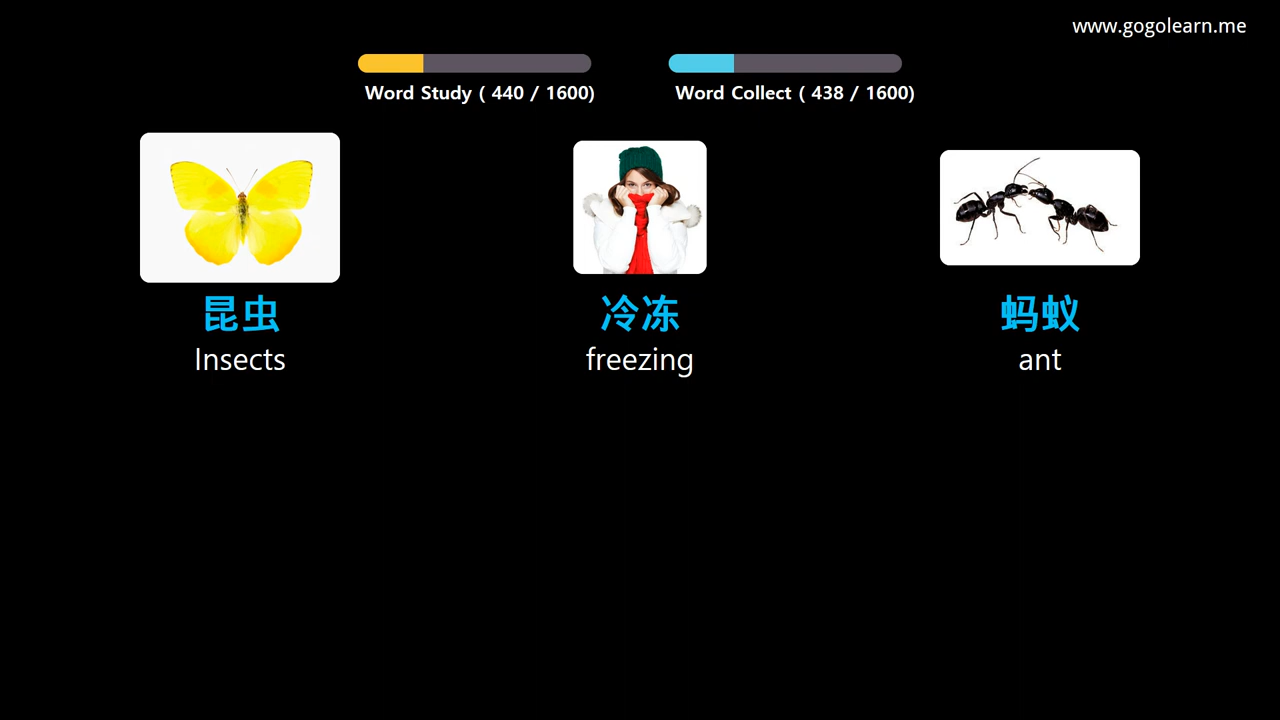 www.gogolearn.me
Word Study ( 440 / 1600)
Word Collect ( 438 / 1600)
昆虫
Insects
冷冻
freezing
蚂蚁
ant